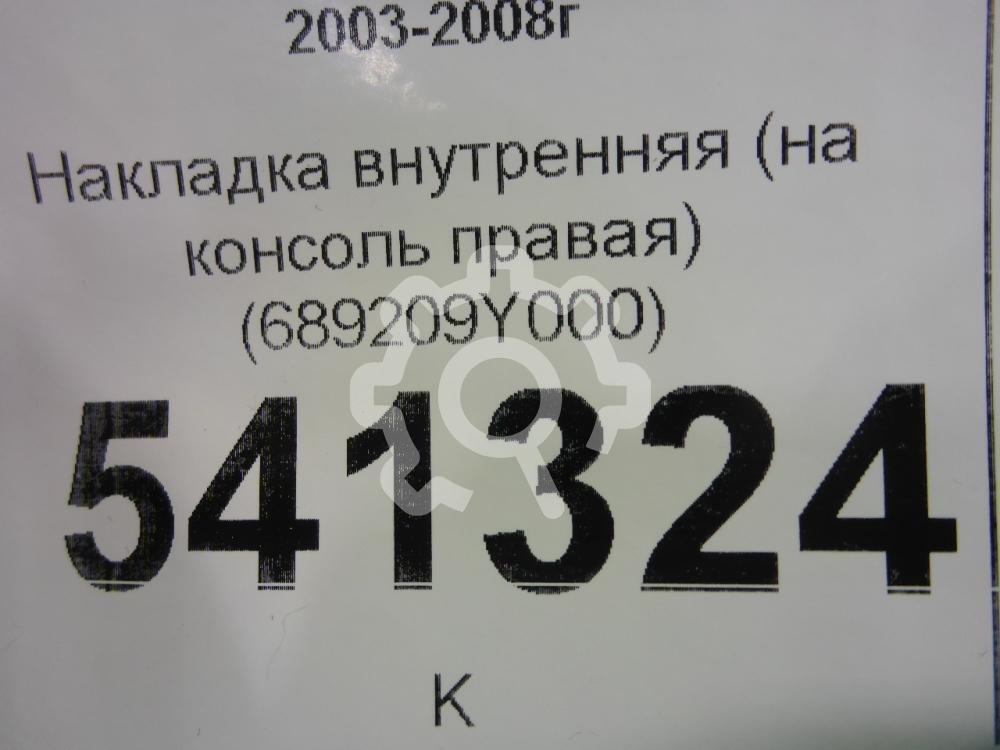 2003-2008г
Накладка внутренняя (на
консоль правая)
(689209Y000)
541324
К